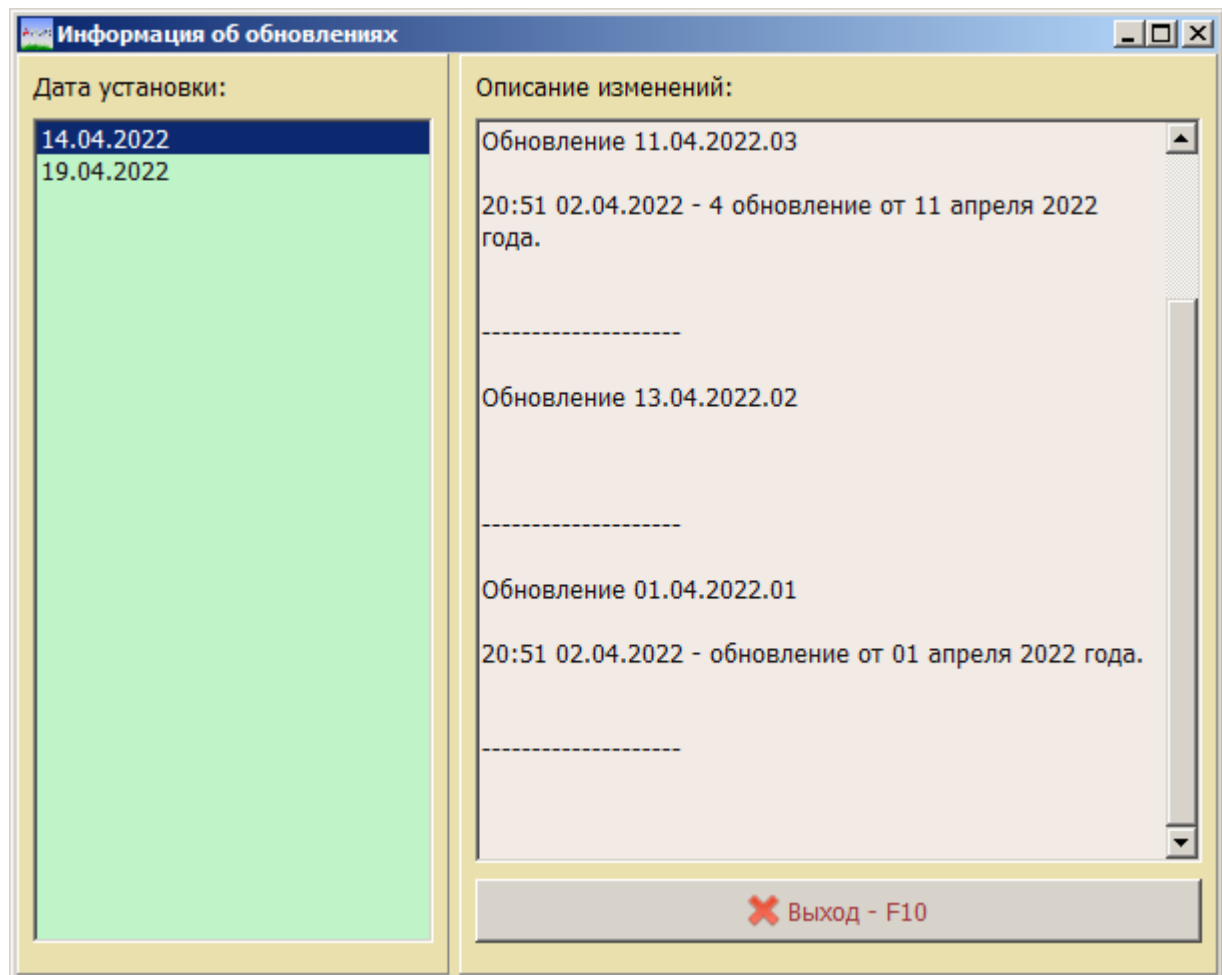 Информация об обновлениях
Дата установки:
14.04.2022
19.04.2022
Описание изменений:
Обновление 11.04.2022.03
20:51 02.04.2022 - 4 обновление от 11 апреля 2022
года.
--------------------
Обновление 13.04.2022.02
--------------------
Обновление 01.04.2022.01
20:51 02.04.2022 - обновление от 01 апреля 2022 года.
--------------------
Выход - F10